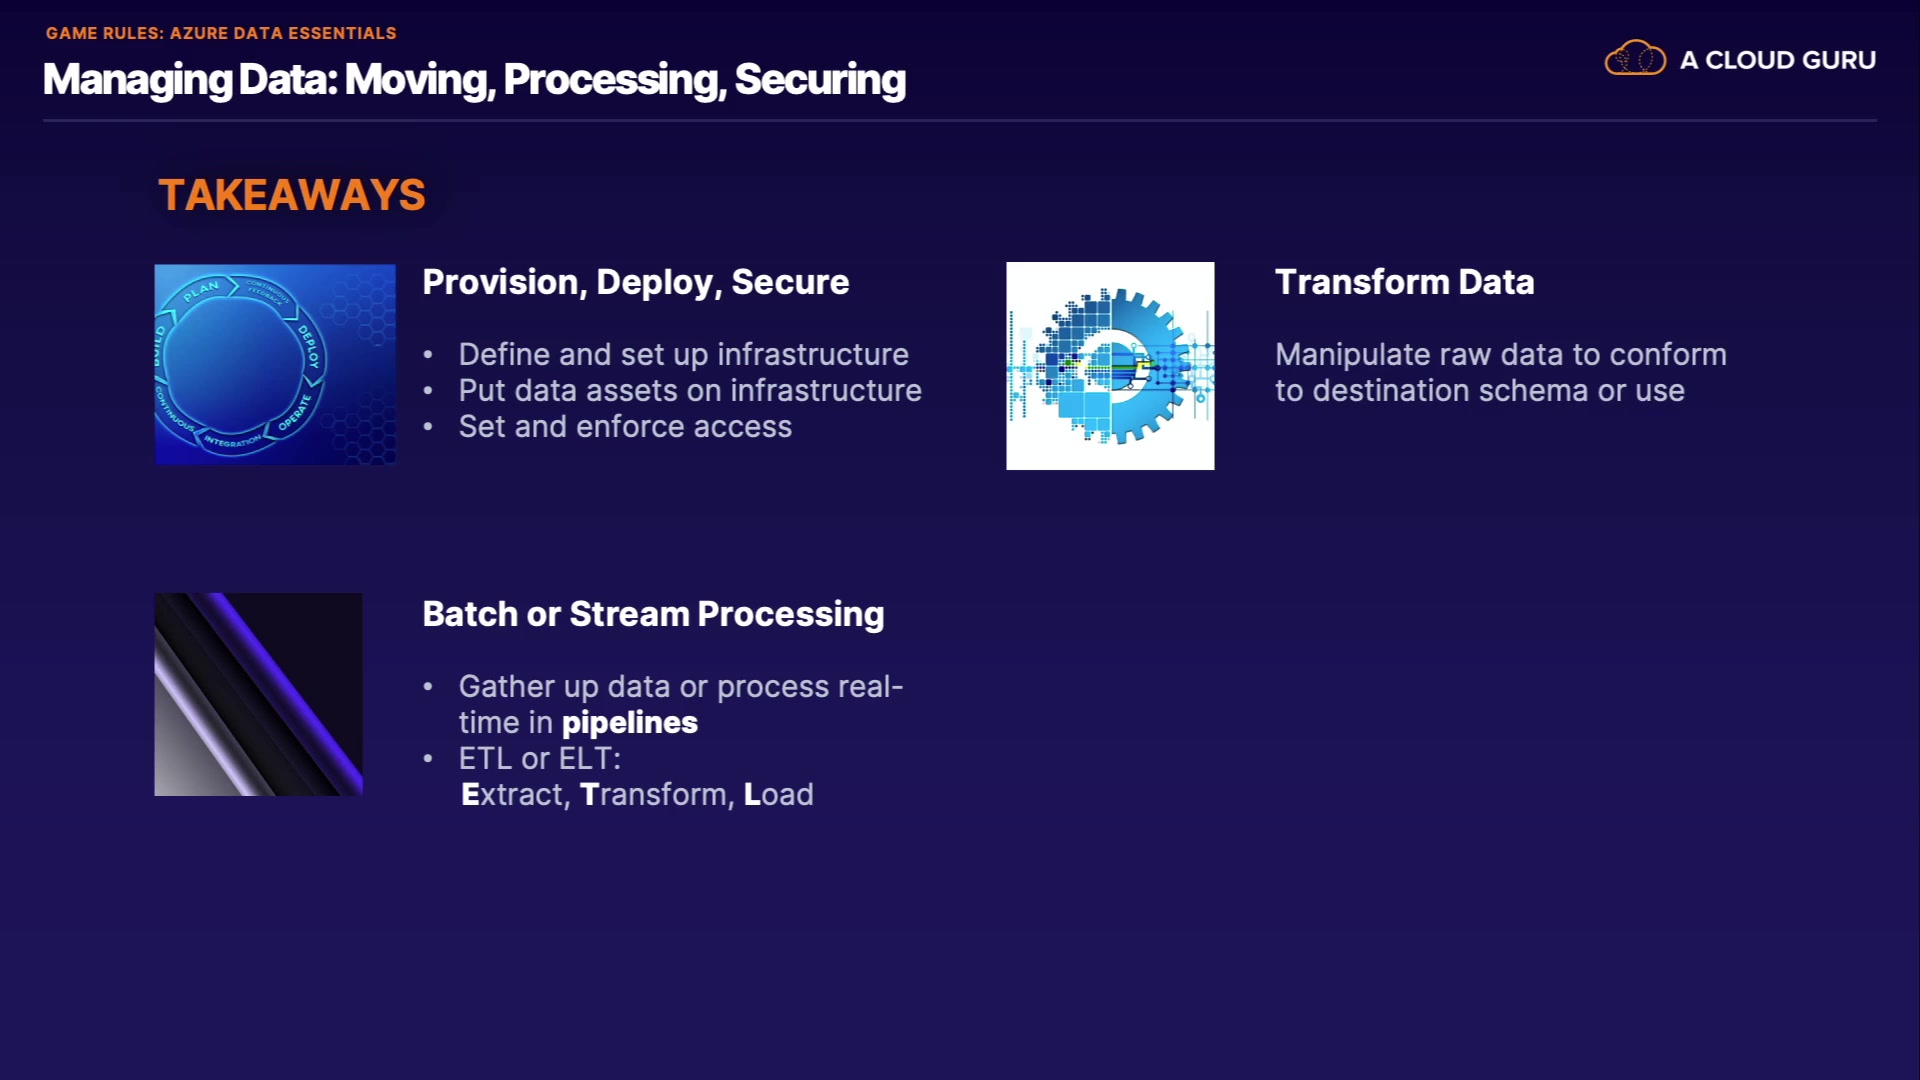 GAME RULES: AZURE DATA ESSENTIALS
Managing Data: Moving, Processing, Securing
A CLOUD GURU
TAKEAWAYS
PLAN
CONTINUOUS
FEEDBACK
DEPLOY
OPERATE
INTEGRATION
CONTINUOUS
BUILD
Provision, Deploy, Secure
• Define and set up infrastructure
• Put data assets on infrastructure
• Set and enforce access
Transform Data
Manipulate raw data to conform
to destination schema or use
Batch or Stream Processing
• Gather up data or process real-
time in pipelines
• ETL or ELT:
Extract, Transform, Load